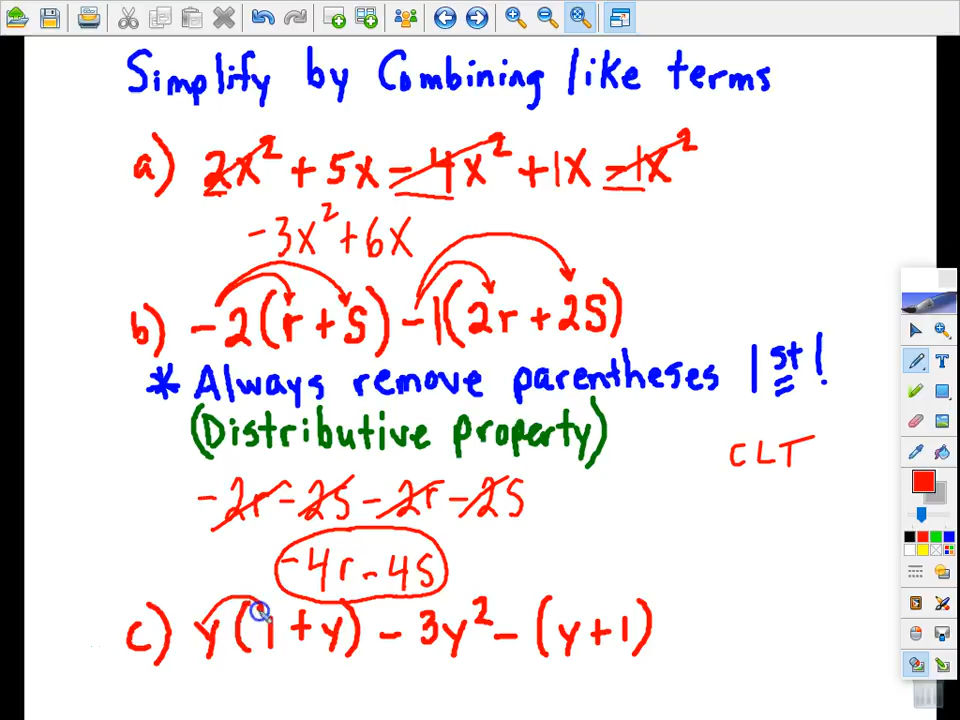 Simplify by Combining like terms
a) 2x² + 5x - 4x² + 1x - 1x²
-3x² + 6x
b) -2(r + s) - 1(2r + 2s)
* Always remove parentheses 1st!
(Distributive property)
CLT
-2r - 2s - 2r - 2s
-4r - 4s
c) y(1 + y) - 3y² - (y + 1)